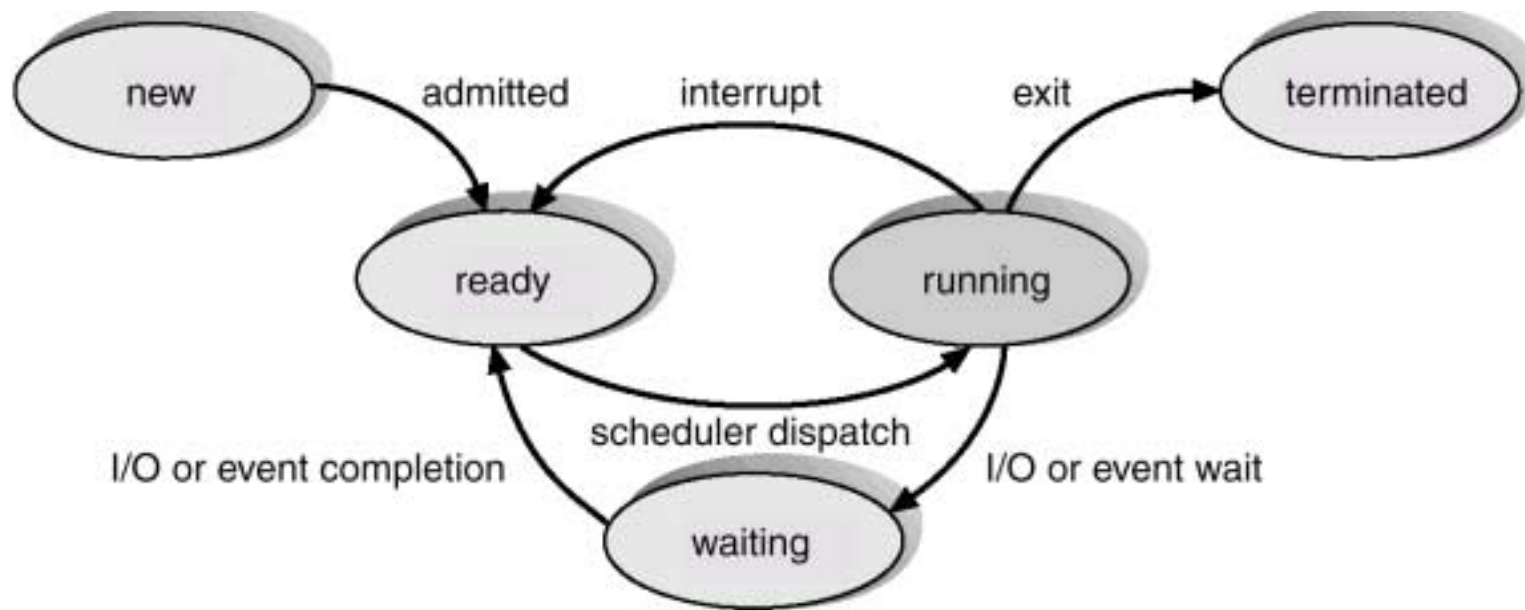 new
admitted
interrupt
exit
terminated
ready
running
scheduler dispatch
I/O or event completion
I/O or event wait
waiting